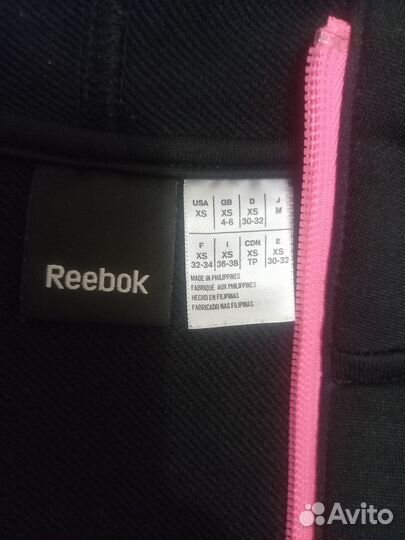 Reebok
USA GB D J
XS XS XS M
4-6 30-32
F I CDN E
XS XS XS XS
32-34 36-38 TP 30-32
MADE IN PHILIPPINES
FABRIQUÉ AUX PHILIPPINES
HECHO EN FILIPINAS
FABRICADO NAS FILIPINAS
Avito